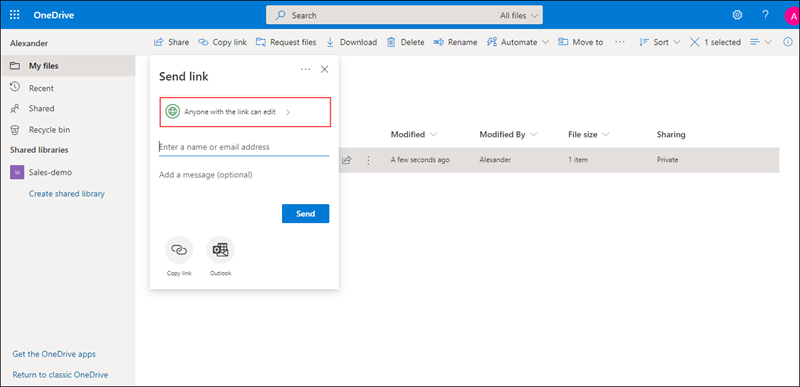 OneDrive
Search
All files
A
Alexander
Share
Copy link
Request files
Download
Delete
Rename
Automate
Move to
Sort
1 selected
My files
Recent
Shared
Recycle bin
Shared libraries
Sales-demo
Create shared library
Get the OneDrive apps
Return to classic OneDrive
Send link
Anyone with the link can edit
Enter a name or email address
Add a message (optional)
Send
Copy link
Outlook
Modified
Modified By
File size
Sharing
A few seconds ago
Alexander
1 item
Private